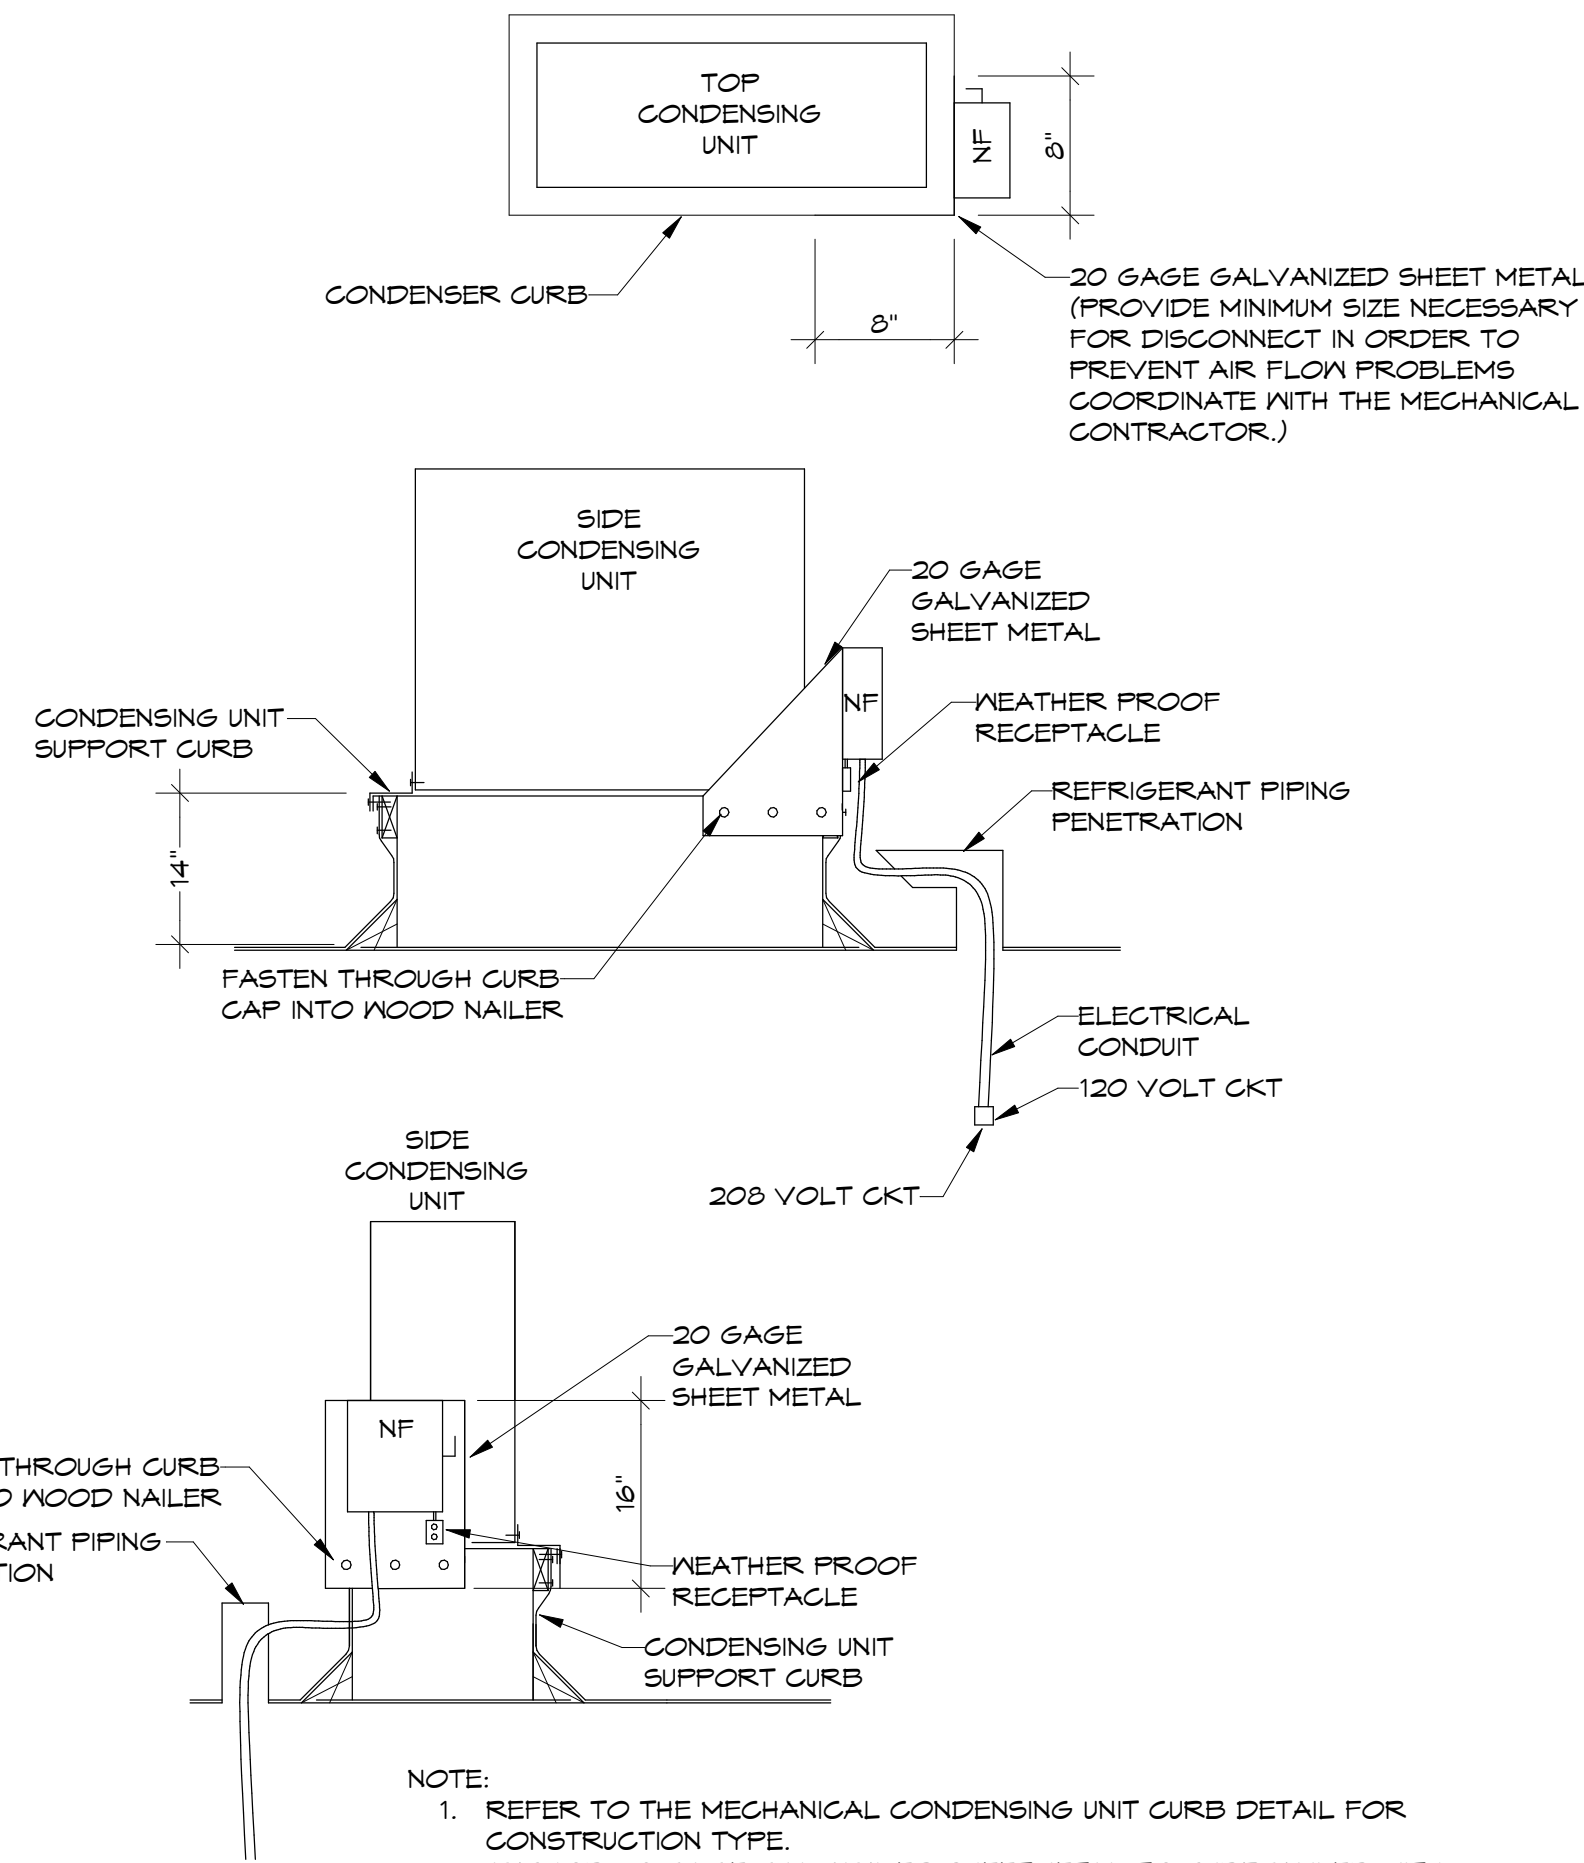 TOP
CONDENSING
UNIT
NF
8"
CONDENSER CURB
8"
20 GAGE GALVANIZED SHEET METAL
(PROVIDE MINIMUM SIZE NECESSARY
FOR DISCONNECT IN ORDER TO
PREVENT AIR FLOW PROBLEMS
COORDINATE WITH THE MECHANICAL
CONTRACTOR.)
SIDE
CONDENSING
UNIT
20 GAGE
GALVANIZED
SHEET METAL
NF
WEATHER PROOF
RECEPTACLE
CONDENSING UNIT
SUPPORT CURB
REFRIGERANT PIPING
PENETRATION
14"
FASTEN THROUGH CURB
CAP INTO WOOD NAILER
ELECTRICAL
CONDUIT
120 VOLT CKT
208 VOLT CKT
SIDE
CONDENSING
UNIT
20 GAGE
GALVANIZED
SHEET METAL
NF
16"
THROUGH CURB
O WOOD NAILER
RANT PIPING
TION
WEATHER PROOF
RECEPTACLE
CONDENSING UNIT
SUPPORT CURB
NOTE:
1. REFER TO THE MECHANICAL CONDENSING UNIT CURB DETAIL FOR
CONSTRUCTION TYPE.